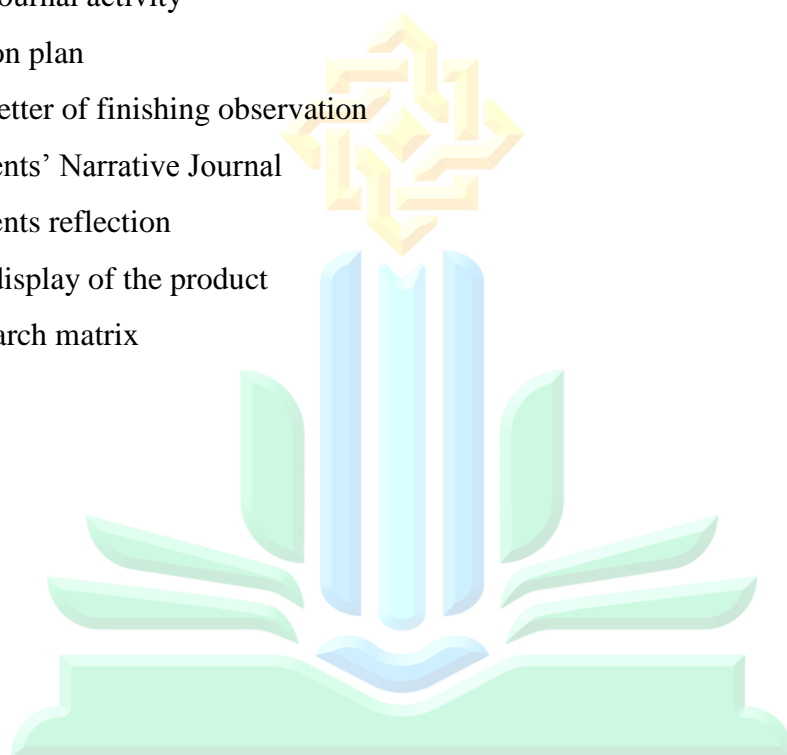 ournal activity
on plan
etter of finishing observation
ents’ Narrative Journal
ents reflection
display of the product
arch matrix